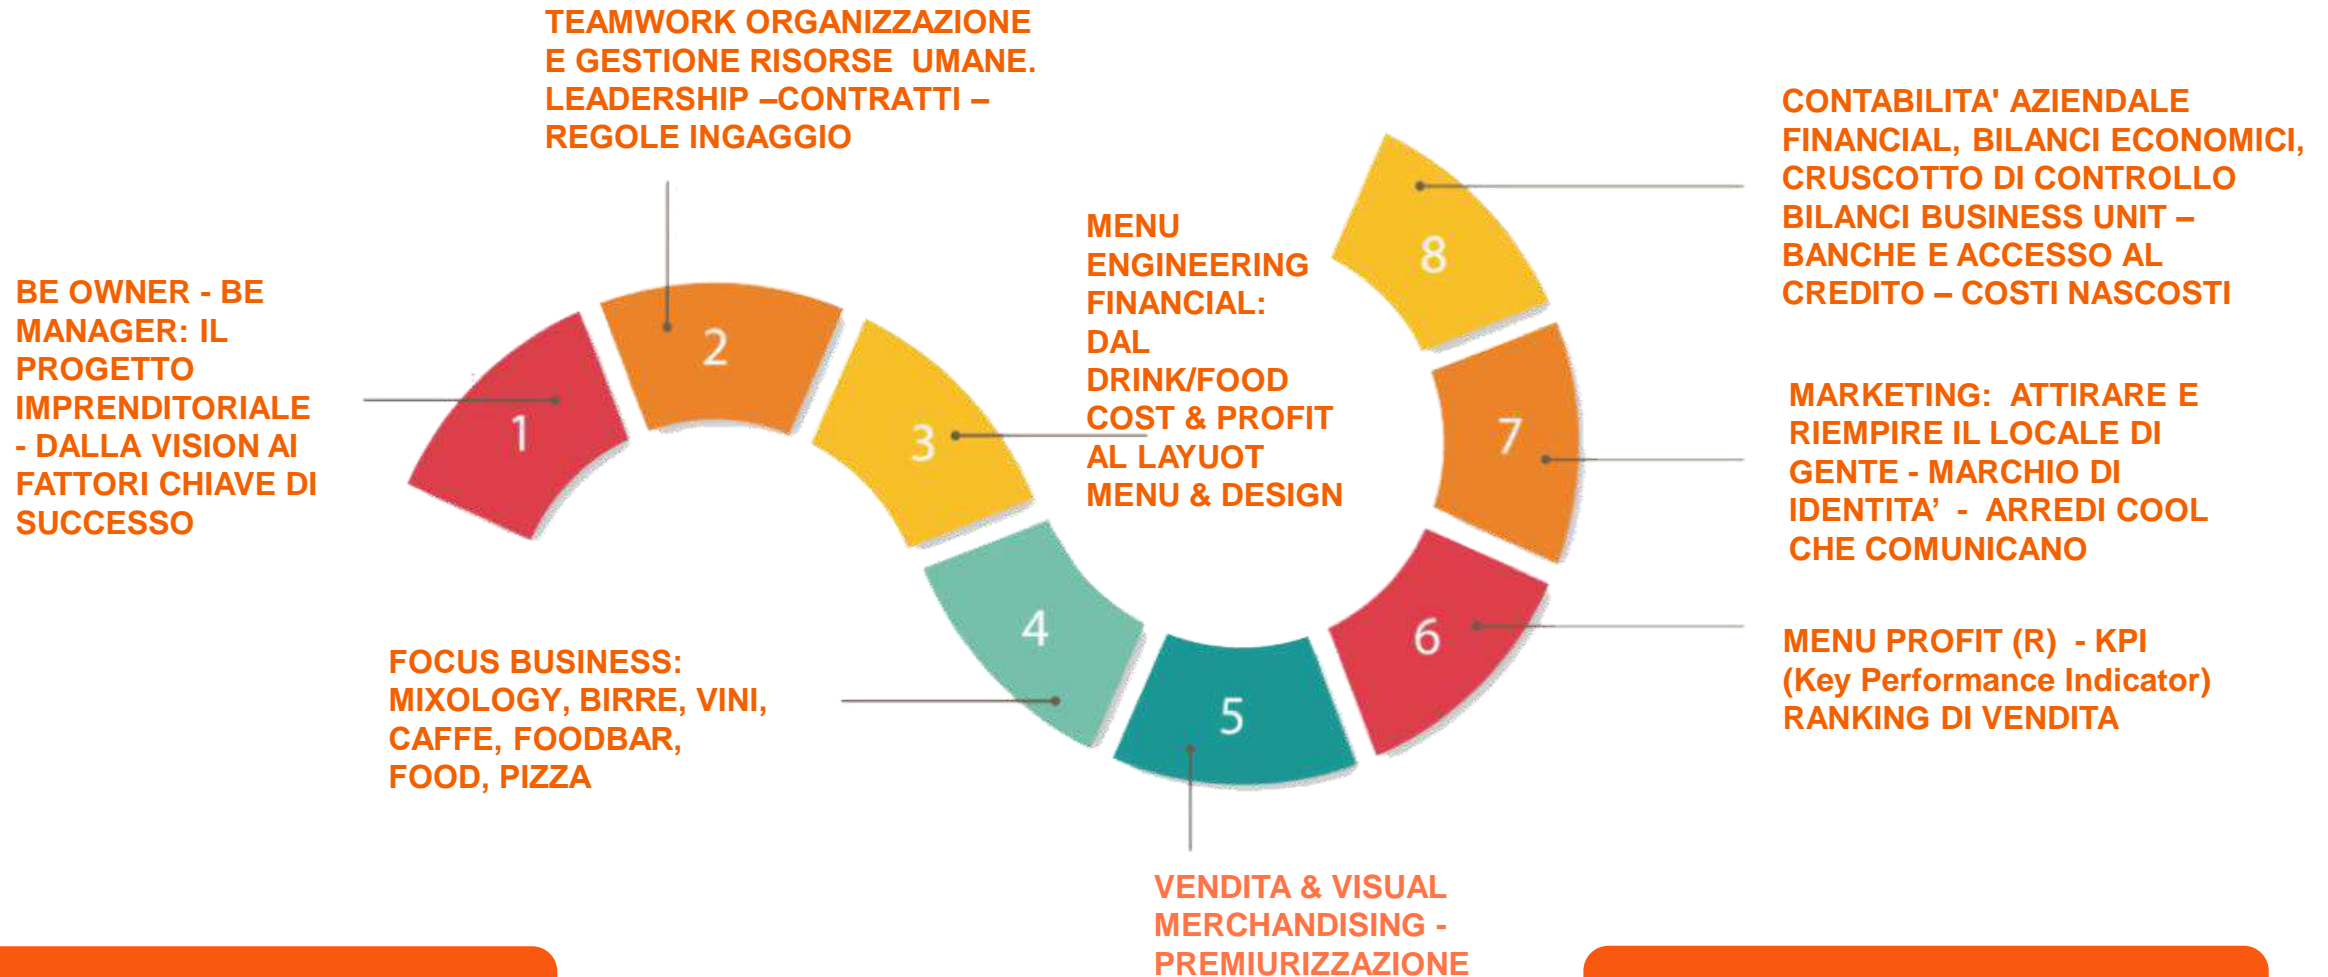 TEAMWORK ORGANIZZAZIONE
E GESTIONE RISORSE UMANE.
LEADERSHIP –CONTRATTI –
REGOLE INGAGGIO
BE OWNER - BE
MANAGER: IL
PROGETTO
IMPRENDITORIALE
- DALLA VISION AI
FATTORI CHIAVE DI
SUCCESSO
1
2
3
MENU
ENGINEERING
FINANCIAL:
DAL
DRINK/FOOD
COST & PROFIT
AL LAYUOT
MENU & DESIGN
FOCUS BUSINESS:
MIXOLOGY, BIRRE, VINI,
CAFFE, FOODBAR,
FOOD, PIZZA
4
5
VENDITA & VISUAL
MERCHANDISING -
PREMIURIZZAZIONE
6
MENU PROFIT (R) - KPI
(Key Performance Indicator)
RANKING DI VENDITA
7
MARKETING: ATTIRARE E
RIEMPIRE IL LOCALE DI
GENTE - MARCHIO DI
IDENTITA’ - ARREDI COOL
CHE COMUNICANO
8
CONTABILITA' AZIENDALE
FINANCIAL, BILANCI ECONOMICI,
CRUSCOTTO DI CONTROLLO
BILANCI BUSINESS UNIT –
BANCHE E ACCESSO AL
CREDITO – COSTI NASCOSTI